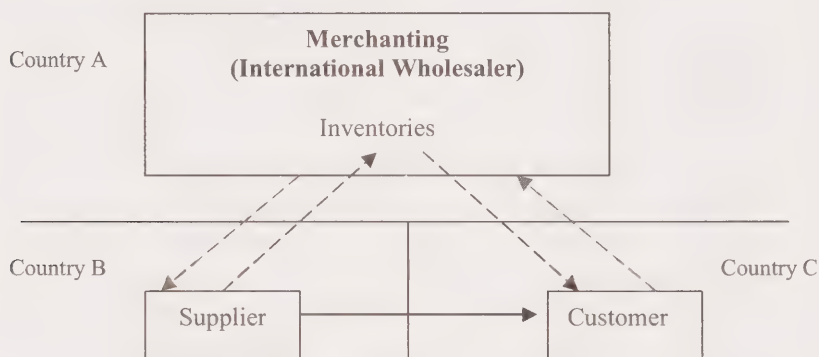 Merchanting
(International Wholesaler)
Country A
Inventories
Country B
Country C
Supplier
Customer